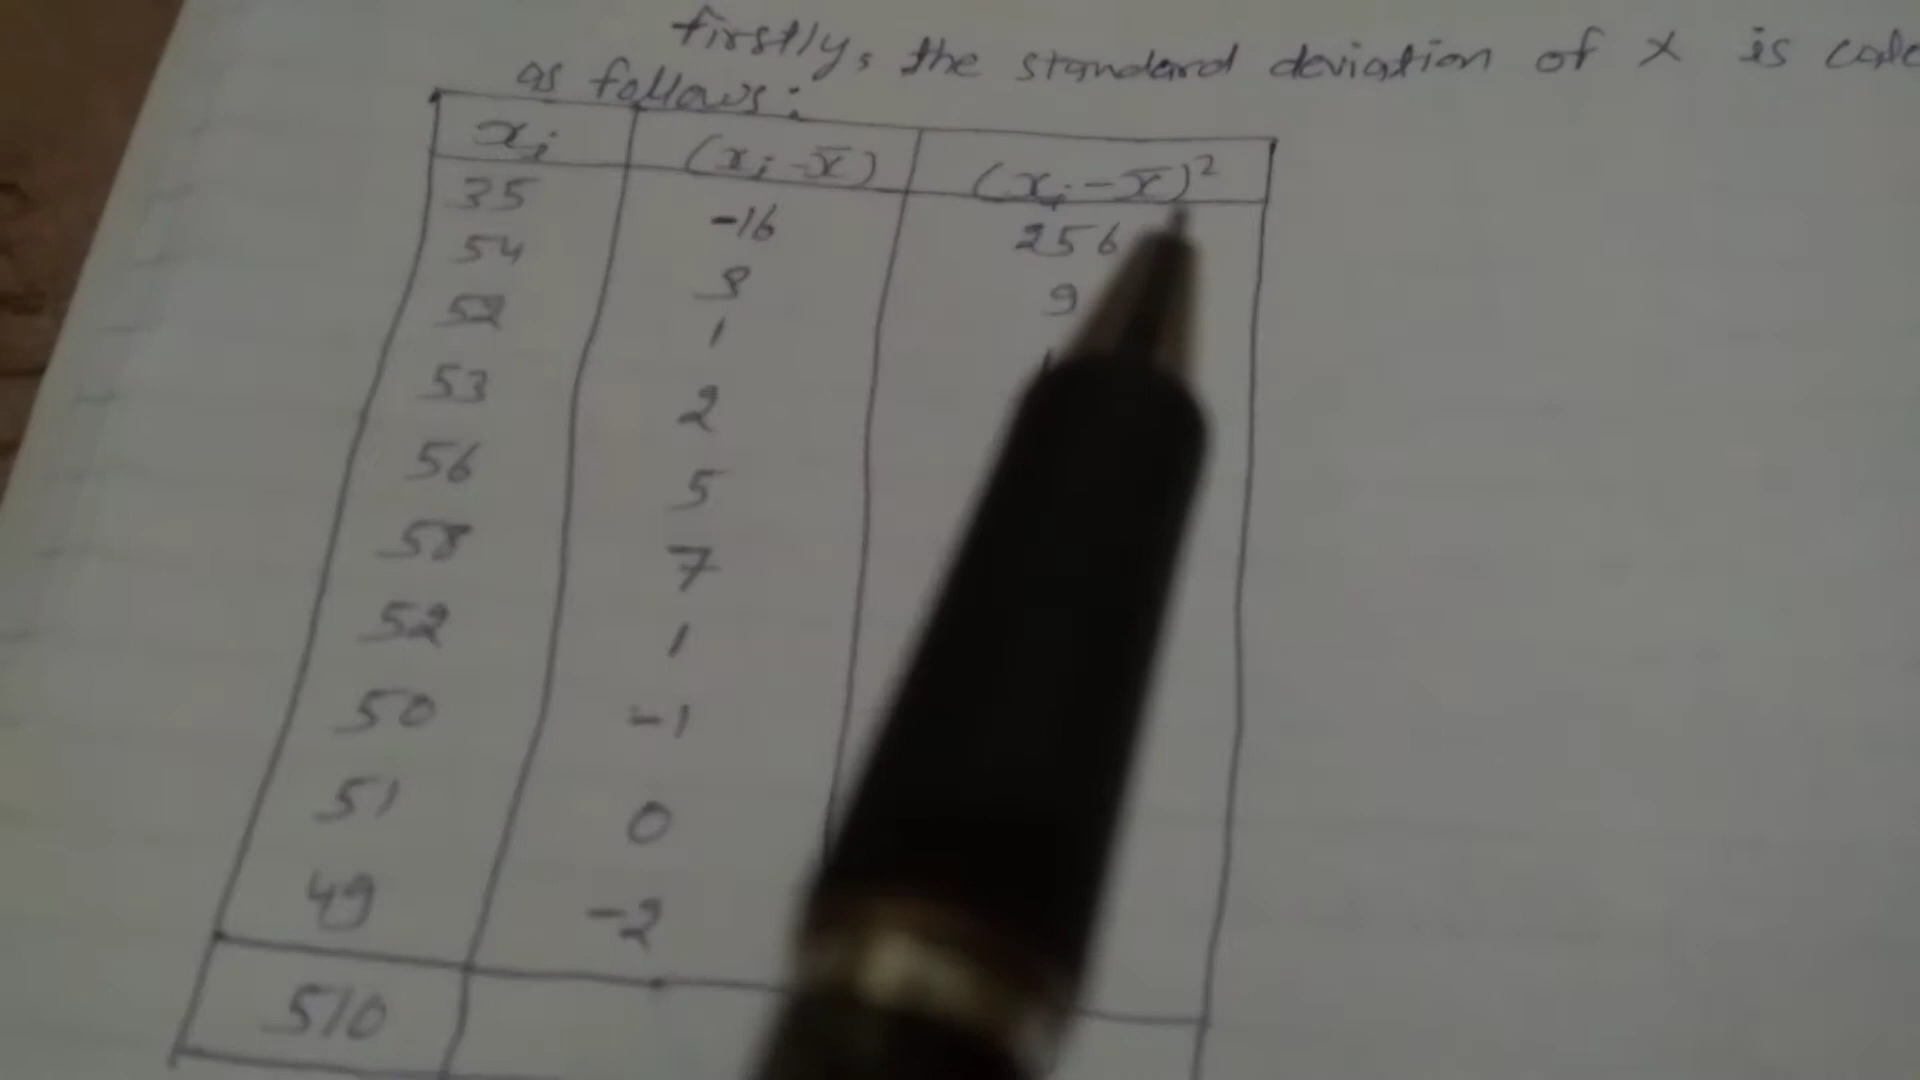 firstly, the standard deviation of X is calc
as follows:
xi (xi - x̄) (xi - x̄)²
35 -16 256
54 3 9
52 1 1
53 2
56 5
58 7
52 1
50 -1
51 0
49 -2
510